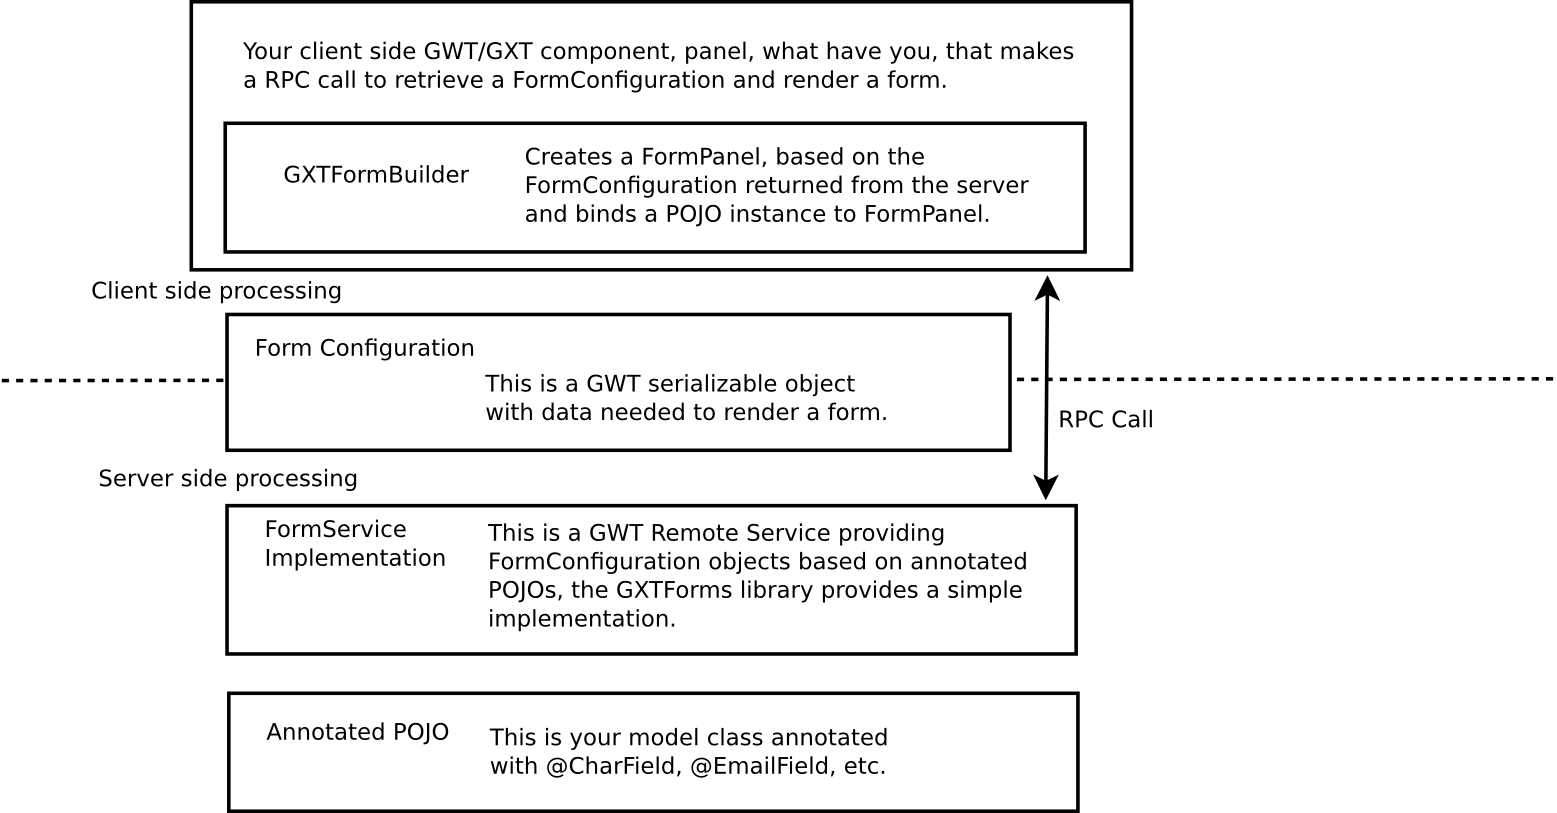 Your client side GWT/GXT component, panel, what have you, that makes
a RPC call to retrieve a FormConfiguration and render a form.
GXTFormBuilder
Creates a FormPanel, based on the
FormConfiguration returned from the server
and binds a POJO instance to FormPanel.
Client side processing
Form Configuration
This is a GWT serializable object
with data needed to render a form.
RPC Call
Server side processing
FormService
Implementation
This is a GWT Remote Service providing
FormConfiguration objects based on annotated
POJOs, the GXTForms library provides a simple
implementation.
Annotated POJO
This is your model class annotated
with @CharField, @EmailField, etc.